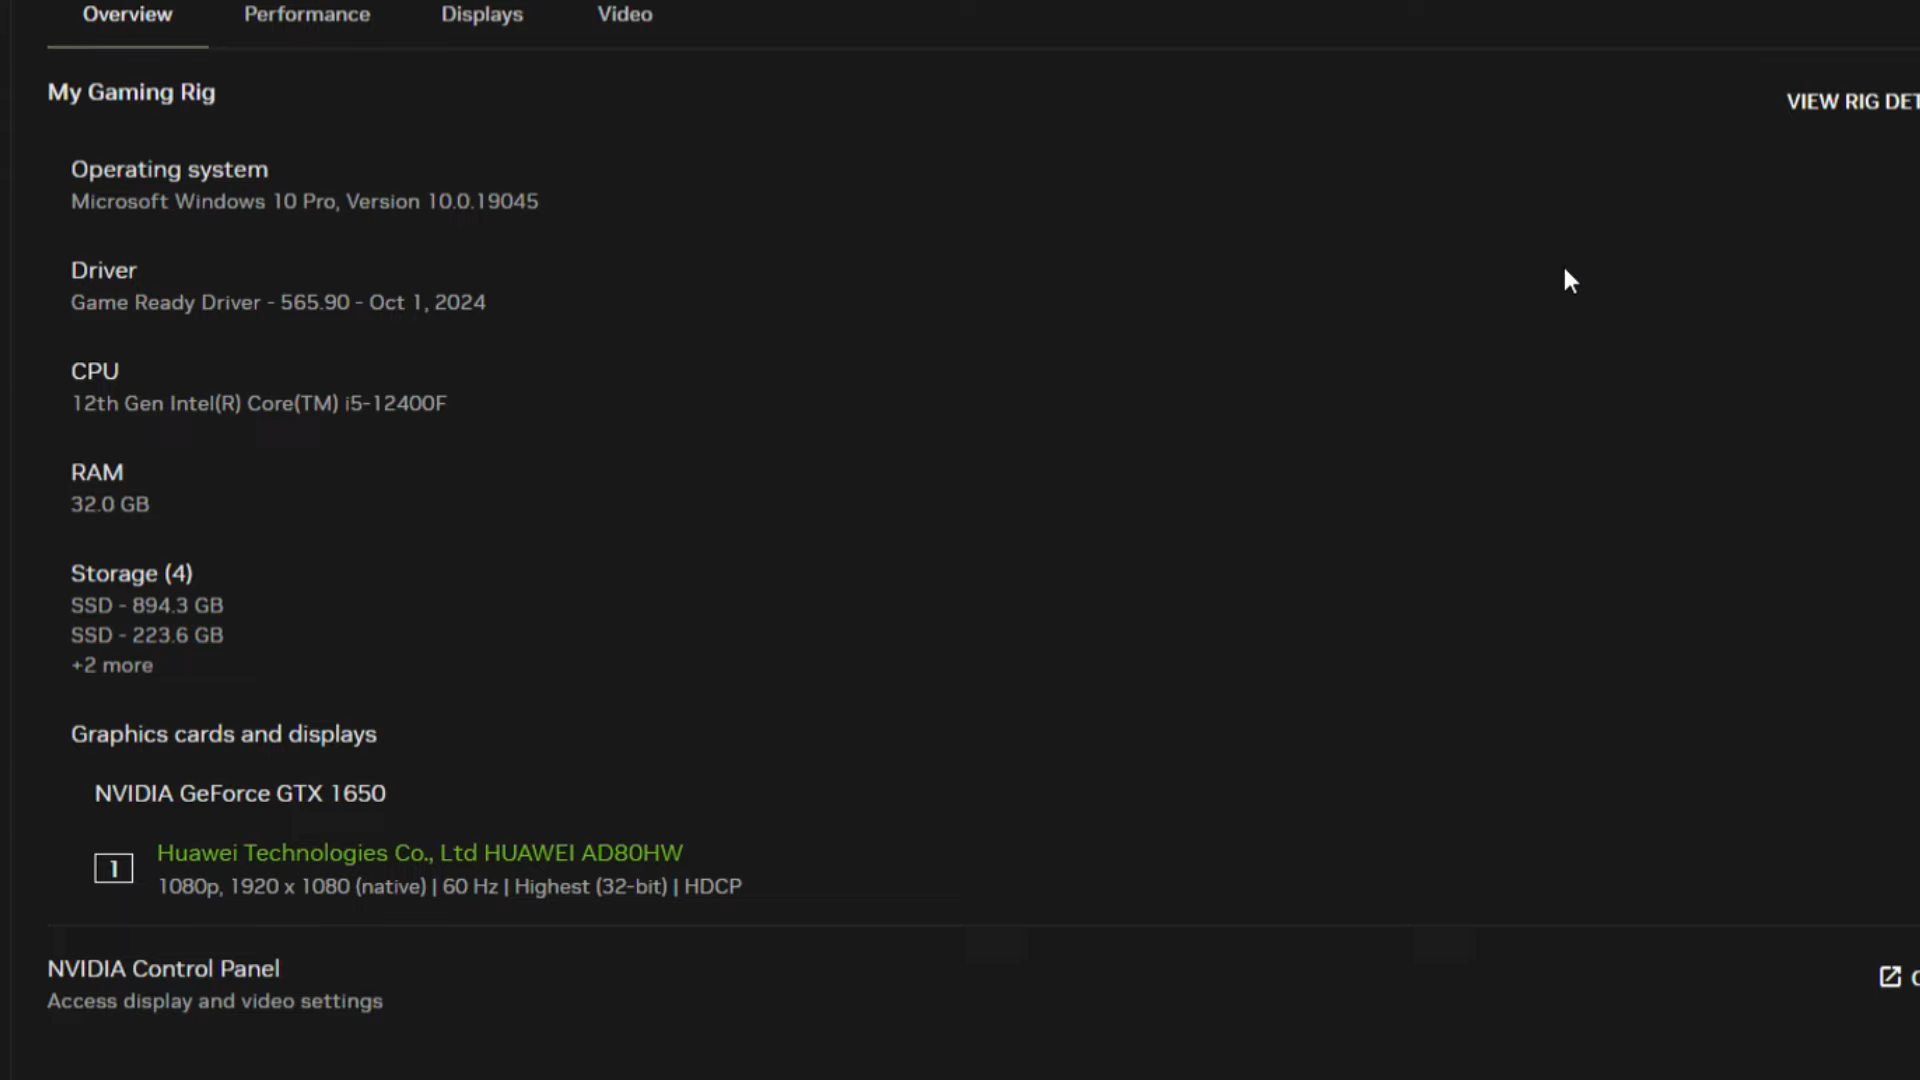 Overview Performance Displays Video
My Gaming Rig
VIEW RIG DET
Operating system
Microsoft Windows 10 Pro, Version 10.0.19045
Driver
Game Ready Driver - 565.90 - Oct 1, 2024
CPU
12th Gen Intel(R) Core(TM) i5-12400F
RAM
32.0 GB
Storage (4)
SSD - 894.3 GB
SSD - 223.6 GB
+2 more
Graphics cards and displays
NVIDIA GeForce GTX 1650
1
Huawei Technologies Co., Ltd HUAWEI AD80HW
1080p, 1920 x 1080 (native) | 60 Hz | Highest (32-bit) | HDCP
NVIDIA Control Panel
Access display and video settings